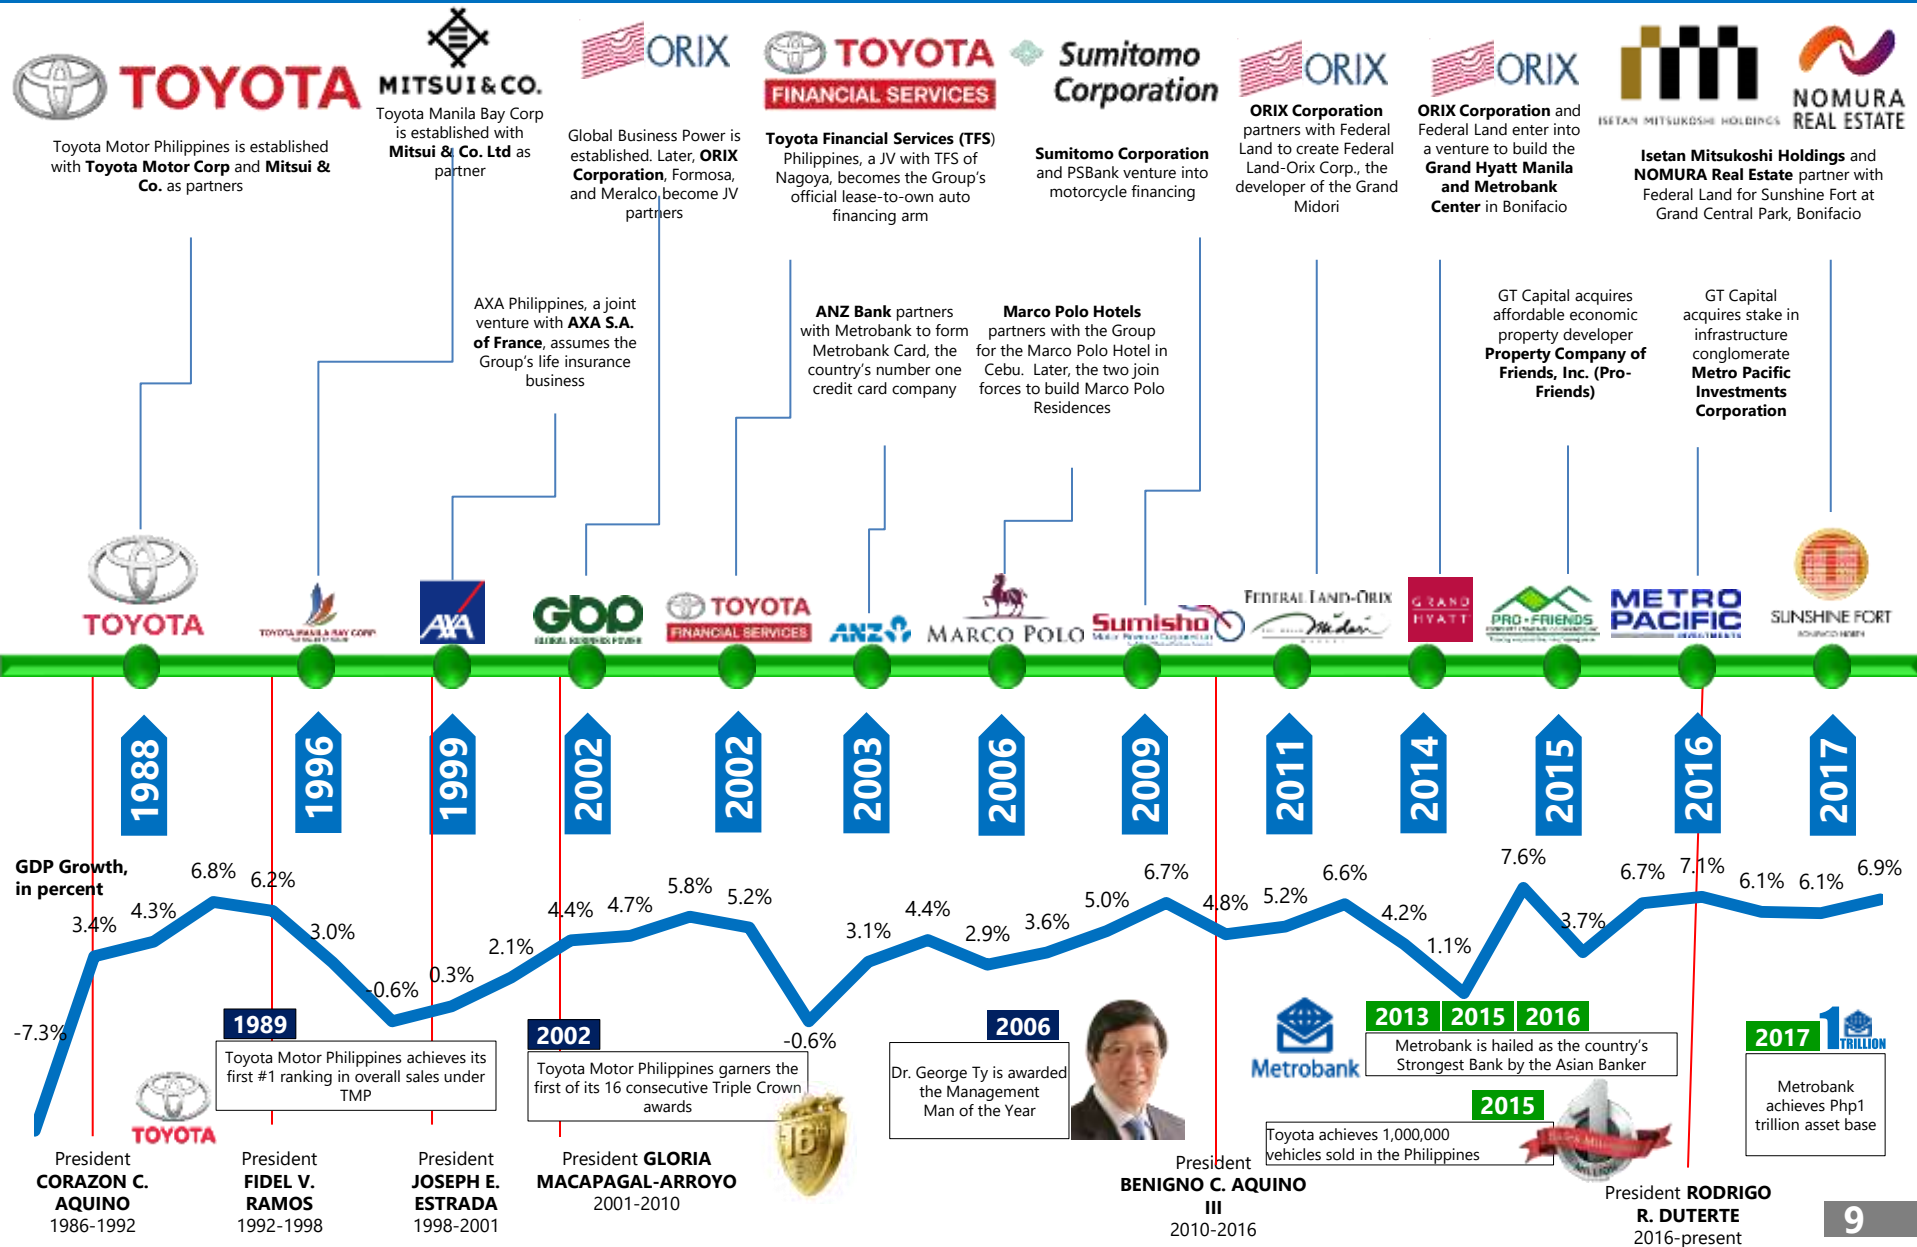 TOYOTA
Toyota Motor Philippines is established
with Toyota Motor Corp and Mitsui &
Co. as partners
MITSUI & CO.
Toyota Manila Bay Corp
is established with
Mitsui & Co. Ltd as
partner
ORIX
Global Business Power is
established. Later, ORIX
Corporation, Formosa,
and Meralco become JV
partners
TOYOTA
FINANCIAL SERVICES
Toyota Financial Services (TFS)
Philippines, a JV with TFS of
Nagoya, becomes the Group's
official lease-to-own auto
financing arm
Sumitomo
Corporation
Sumitomo Corporation
and PSBank venture into
motorcycle financing
ORIX
ORIX Corporation
partners with Federal
Land to create Federal
Land-Orix Corp., the
developer of the Grand
Midori
ORIX
ORIX Corporation and
Federal Land enter into
a venture to build the
Grand Hyatt Manila
and Metrobank
Center in Bonifacio
ISETAN MITSUKOSHI HOLDINGS
NOMURA
REAL ESTATE
Isetan Mitsukoshi Holdings and
NOMURA Real Estate partner with
Federal Land for Sunshine Fort at
Grand Central Park, Bonifacio
AXA Philippines, a joint
venture with AXA S.A.
of France, assumes the
Group's life insurance
business
ANZ Bank partners
with Metrobank to form
Metrobank Card, the
country's number one
credit card company
Marco Polo Hotels
partners with the Group
for the Marco Polo Hotel in
Cebu. Later, the two join
forces to build Marco Polo
Residences
GT Capital acquires
affordable economic
property developer
Property Company of
Friends, Inc. (Pro-
Friends)
GT Capital
acquires stake in
infrastructure
conglomerate
Metro Pacific
Investments
Corporation
TOYOTA
TOYOTA MANILA BAY CORP
AXA
GBP
GLOBAL BUSINESS POWER
TOYOTA
FINANCIAL SERVICES
ANZ
MARCO POLO
Sumisho
Motor Finance Corporation
FEDERAL LAND-ORIX
Midori
GRAND
HYATT
PRO-FRIENDS
METRO
PACIFIC
INVESTMENTS
SUNSHINE FORT
BONIFACIO NORTH
1988
1996
1999
2002
2002
2003
2006
2009
2011
2014
2015
2016
2017
GDP Growth,
in percent
-7.3%
3.4%
4.3%
6.8%
6.2%
3.0%
-0.6%
0.3%
2.1%
4.4%
4.7%
5.8%
5.2%
-0.6%
3.1%
4.4%
2.9%
3.6%
5.0%
6.7%
4.8%
5.2%
6.6%
4.2%
1.1%
7.6%
3.7%
6.7%
7.1%
6.1%
6.1%
6.9%
TOYOTA
1989
Toyota Motor Philippines achieves its
first #1 ranking in overall sales under
TMP
2002
Toyota Motor Philippines garners the
first of its 16 consecutive Triple Crown
awards
16
2006
Dr. George Ty is awarded
the Management
Man of the Year
Metrobank
2013 2015 2016
Metrobank is hailed as the country's
Strongest Bank by the Asian Banker
2015
Toyota achieves 1,000,000
vehicles sold in the Philippines
1
MILLION
2017
1
TRILLION
Metrobank
achieves Php1
trillion asset base
President
CORAZON C.
AQUINO
1986-1992
President
FIDEL V.
RAMOS
1992-1998
President
JOSEPH E.
ESTRADA
1998-2001
President GLORIA
MACAPAGAL-ARROYO
2001-2010
President
BENIGNO C. AQUINO
III
2010-2016
President RODRIGO
R. DUTERTE
2016-present
9